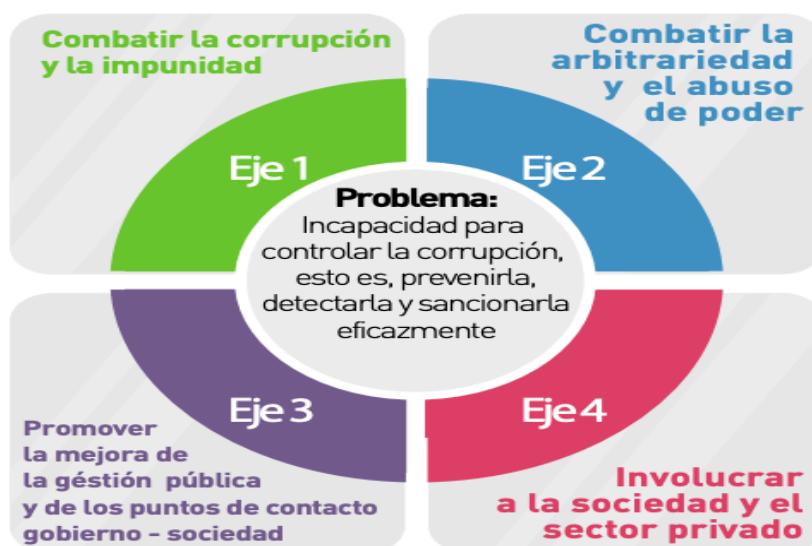 Combatir la corrupción
y la impunidad
Combatir la
arbitrariedad
y el abuso
de poder
Eje 1
Eje 2
Problema:
Incapacidad para
controlar la corrupción,
esto es, prevenirla,
detectarla y sancionarla
eficazmente
Eje 3
Eje 4
Promover
la mejora de
la géstión pública
y de los puntos de contacto
gobierno - sociedad
Involucrar
a la sociedad y el
sector privado